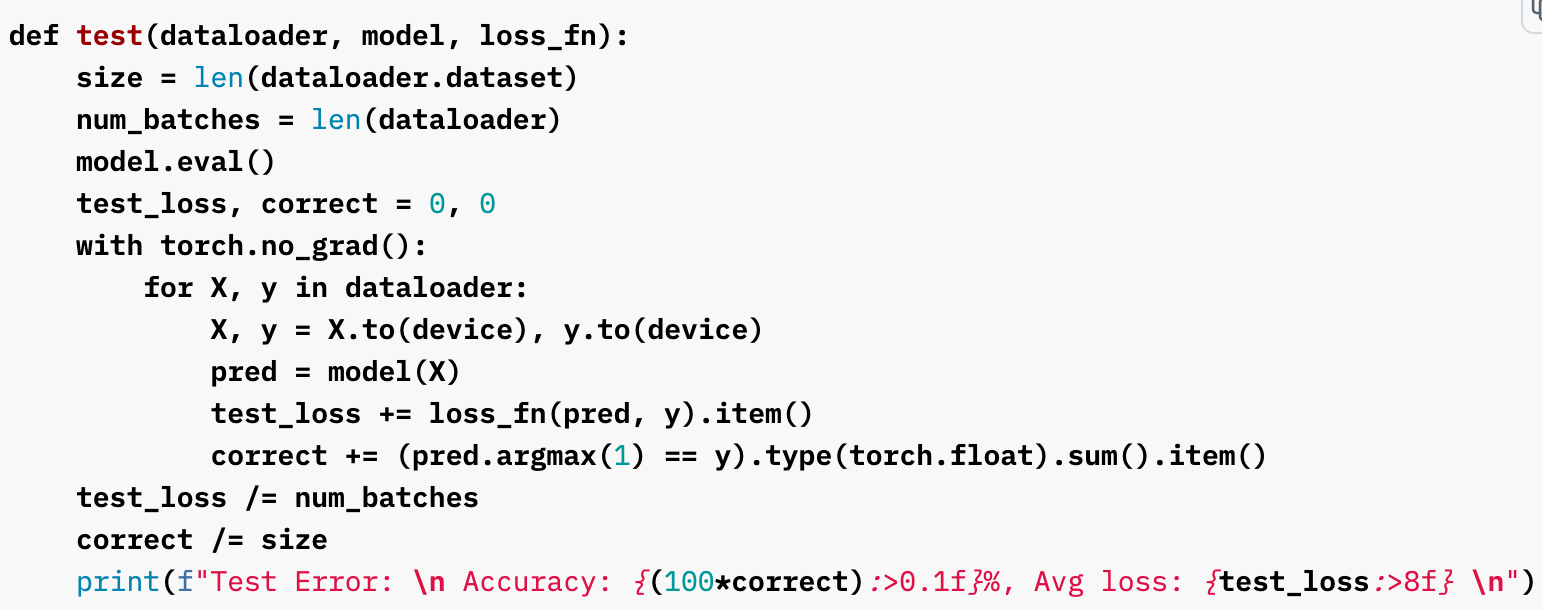 def test(dataloader, model, loss_fn):
    size = len(dataloader.dataset)
    num_batches = len(dataloader)
    model.eval()
    test_loss, correct = 0, 0
    with torch.no_grad():
        for X, y in dataloader:
            X, y = X.to(device), y.to(device)
            pred = model(X)
            test_loss += loss_fn(pred, y).item()
            correct += (pred.argmax(1) == y).type(torch.float).sum().item()
    test_loss /= num_batches
    correct /= size
    print(f"Test Error: \n Accuracy: {(100*correct):>0.1f}%, Avg loss: {test_loss:>8f} \n")